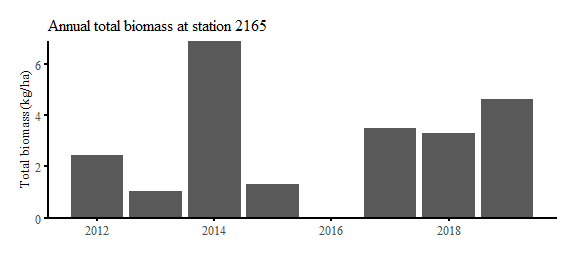 Annual total biomass at station 2165
Total biomass (kg/ha)
6
4
2
0
2012 2014 2016 2018